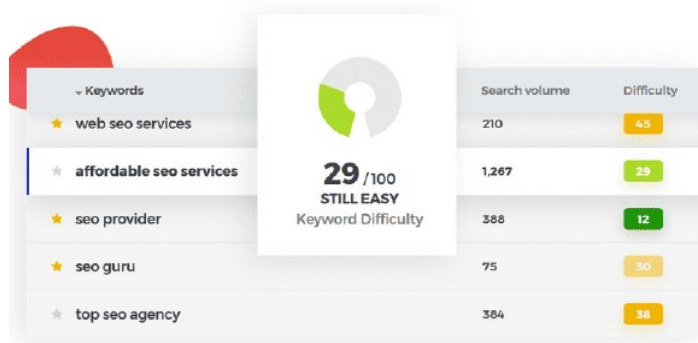 Keywords Search volume Difficulty
web seo services 210 45
affordable seo services 1,267 29
29 /100
STILL EASY
Keyword Difficulty
seo provider 388 12
seo guru 75 30
top seo agency 384 38